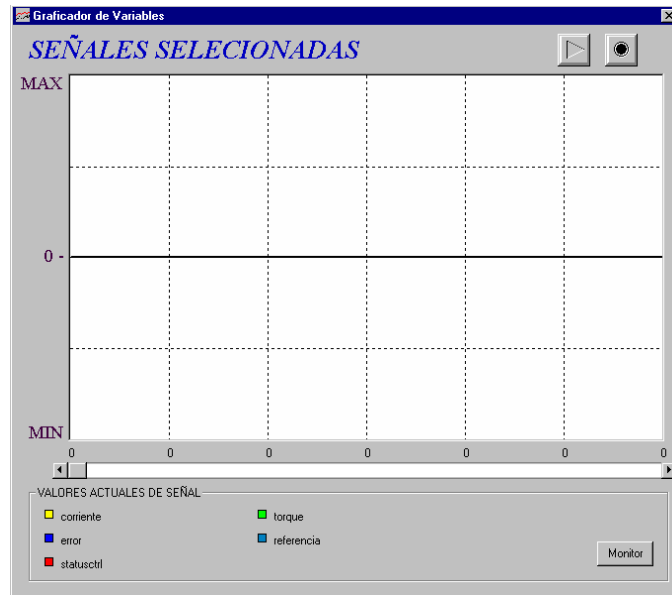 Graficador de Variables
SEÑALES SELECIONADAS
MAX
0 -
MIN
0 0 0 0 0 0 0
VALORES ACTUALES DE SEÑAL
corriente torque
error referencia
statusctrl
Monitor